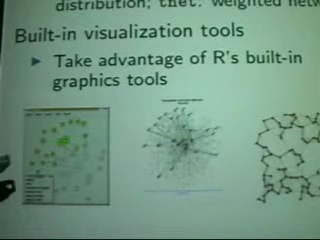 distribution; tnet: weighted netw
Built-in visualization tools
Take advantage of R's built-in
graphics tools